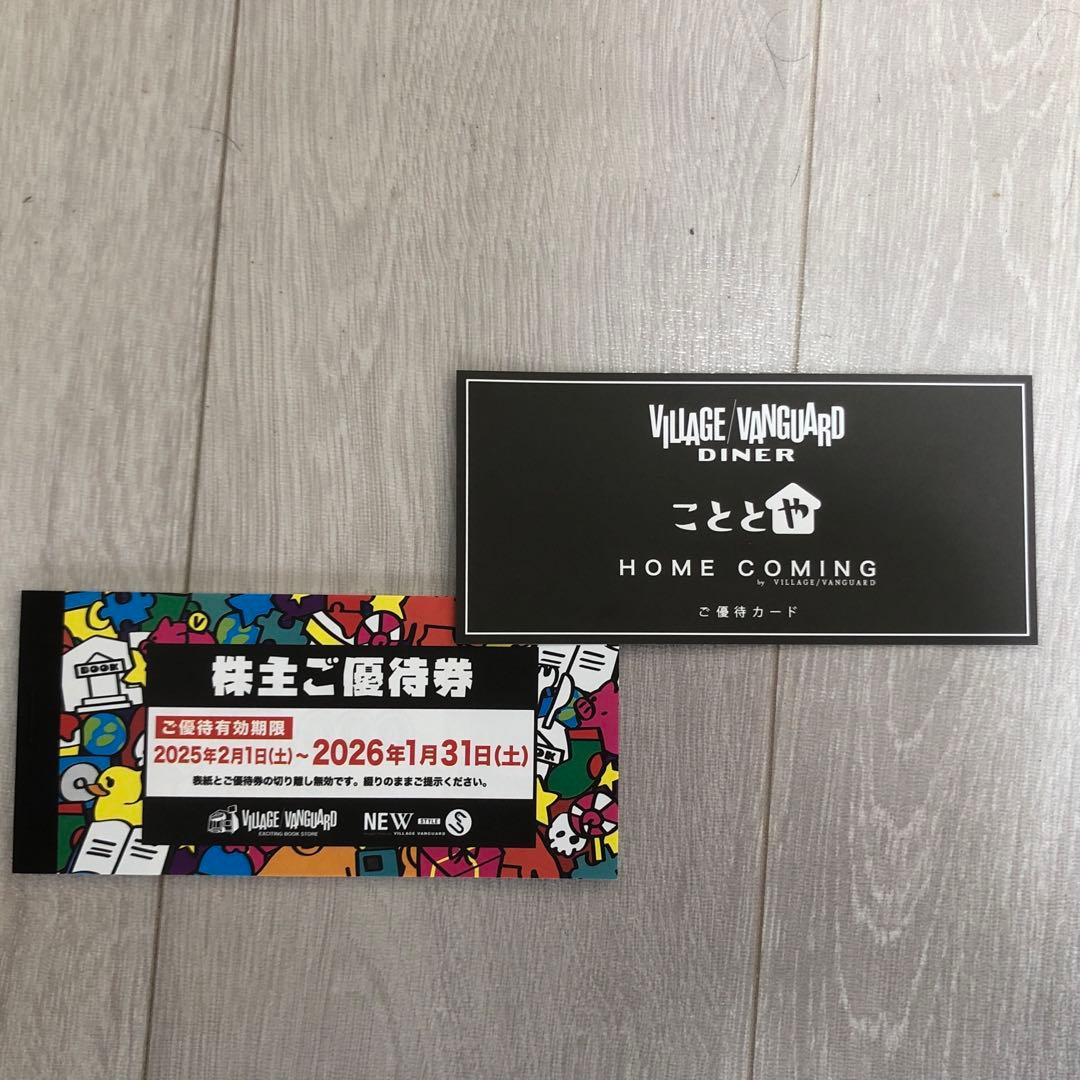 VILLAGE/VANGUARD
DINER
こととや
HOME COMING
by VILLAGE/VANGUARD
ご優待カード
V
BOOK
株主ご優待券
ご優待有効期限
2025年2月1日(土)~2026年1月31日(土)
表紙とご優待券の切り離し無効です。綴りのままご提示ください。
VILLAGE/VANGUARD
EXCITING BOOK STORE
NEW STYLE
VILLAGE VANGUARD